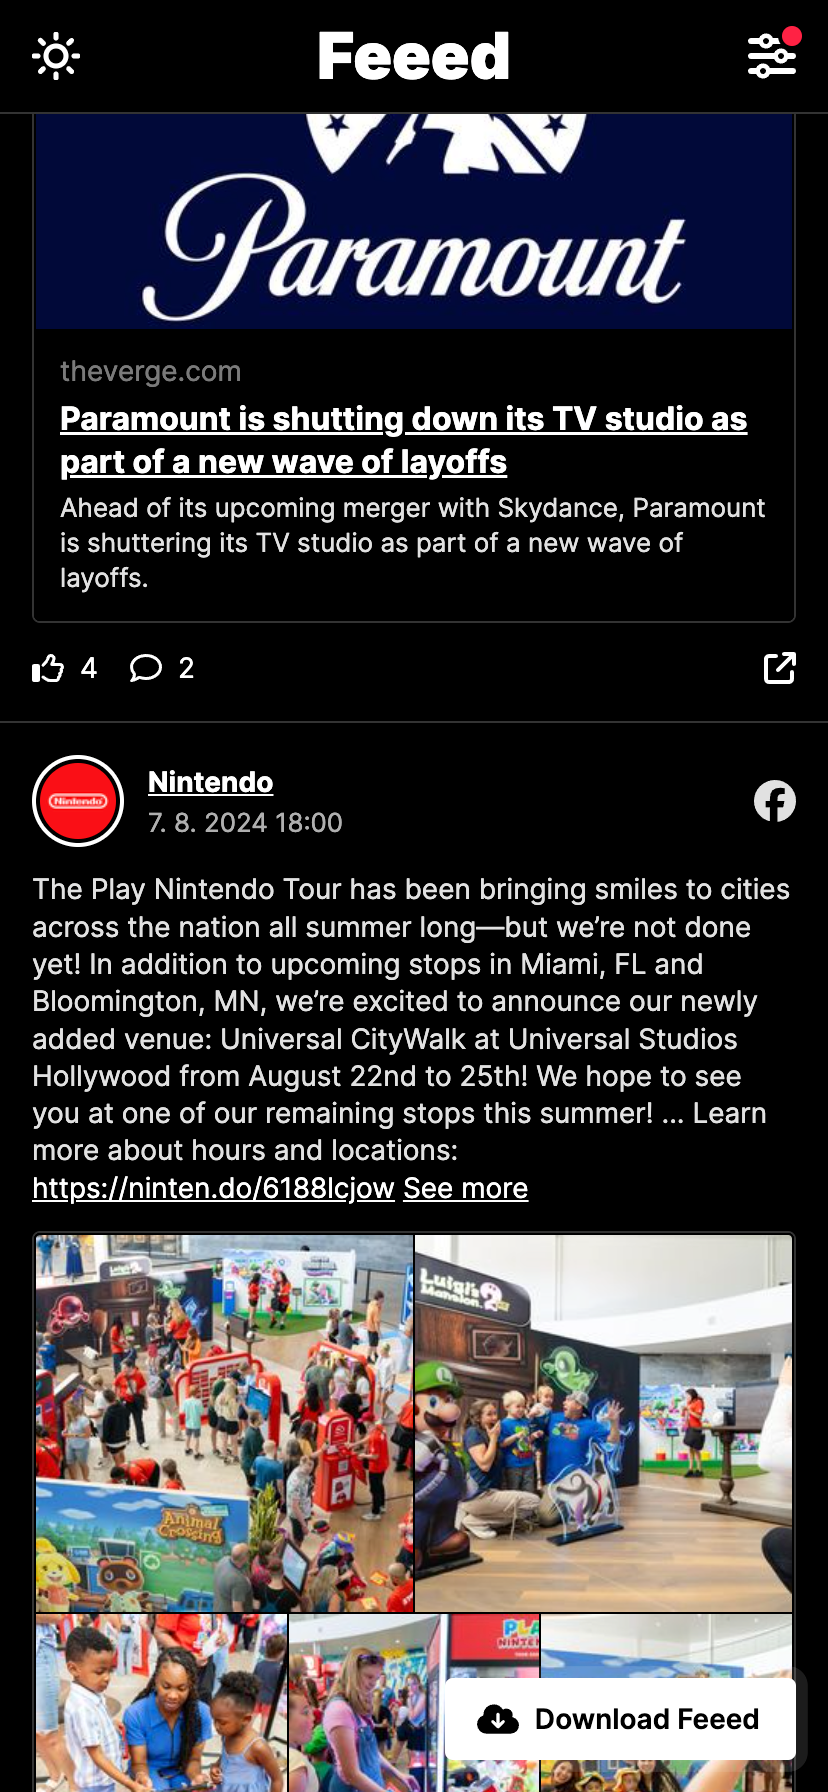 Feeed
Paramount
theverge.com
Paramount is shutting down its TV studio as
part of a new wave of layoffs
Ahead of its upcoming merger with Skydance, Paramount
is shuttering its TV studio as part of a new wave of
layoffs.
4 2
Nintendo
Nintendo
7. 8. 2024 18:00
The Play Nintendo Tour has been bringing smiles to cities
across the nation all summer long—but we’re not done
yet! In addition to upcoming stops in Miami, FL and
Bloomington, MN, we’re excited to announce our newly
added venue: Universal CityWalk at Universal Studios
Hollywood from August 22nd to 25th! We hope to see
you at one of our remaining stops this summer! ... Learn
more about hours and locations:
https://ninten.do/6188lcjow See more
Luigi's
Mansion 2
Animal
Crossing
Download Feeed